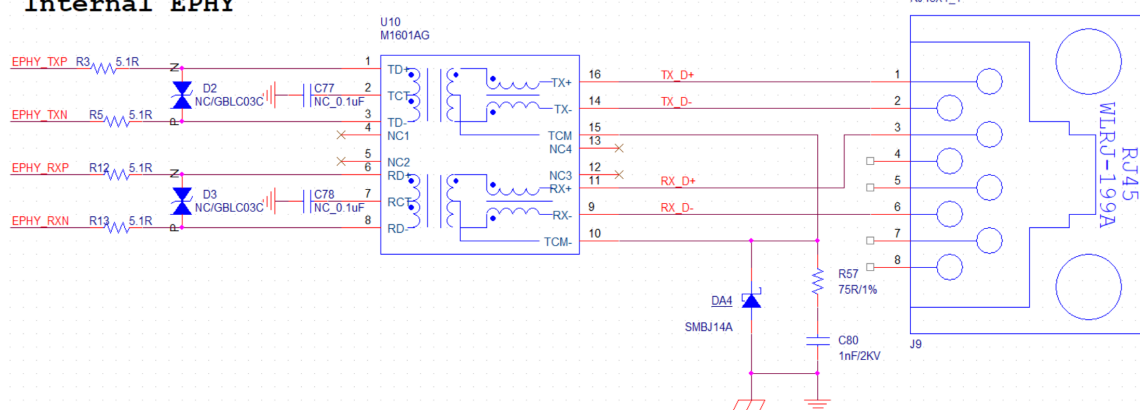 Internal EPHY
U10
M1601AG
EPHY_TXP R3 5.1R
N
1 TD+
D2
NC/GBLC03C
C77
NC_0.1uF
2 TCT
EPHY_TXN R5 5.1R
P
3 TD-
4 NC1
5 NC2
EPHY_RXP R12 5.1R
N
6 RD+
D3
NC/GBLC03C
C78
NC_0.1uF
7 RCT
EPHY_RXN R13 5.1R
P
8 RD-
TX+ 16 TX_D+ 1
TX- 14 TX_D- 2
TCM 15 3
NC4 13
4
NC3 12
RX+ 11 RX_D+ 5
RX- 9 RX_D- 6
TCM- 10 7
8
RJ45
WLRJ-199A
J9
DA4
SMBJ14A
R57
75R/1%
C80
1nF/2KV